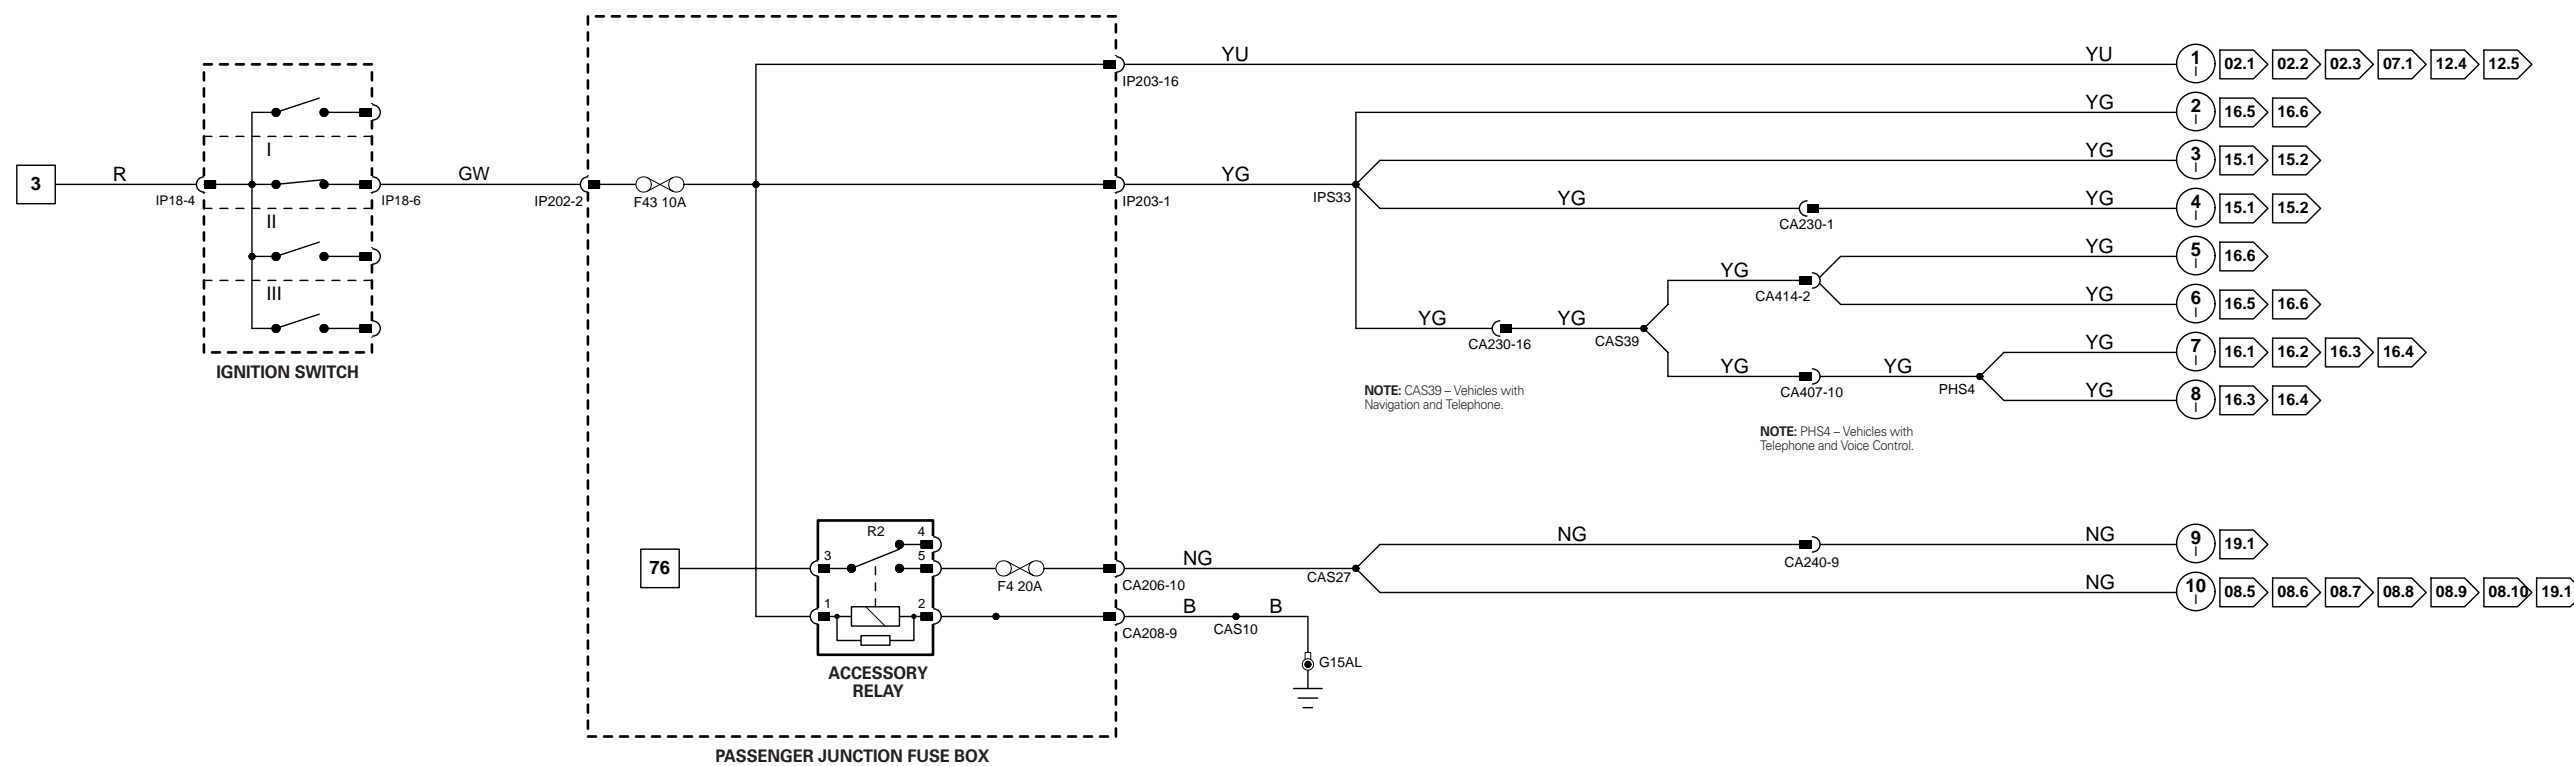 YU
YU
1
I
02.1
02.2
02.3
07.1
12.4
12.5
IP203-16
YG
2
I
16.5
16.6
I
YG
3
I
15.1
15.2
3
R
IP18-4
IP18-6
GW
IP202-2
F43 10A
IP203-1
YG
IPS33
YG
CA230-1
YG
4
I
15.1
15.2
II
YG
5
I
16.6
YG
CA414-2
III
YG
6
I
16.5
16.6
YG
CA230-16
YG
CAS39
YG
7
I
16.1
16.2
16.3
16.4
IGNITION SWITCH
YG
CA407-10
YG
PHS4
YG
8
I
16.3
16.4
NOTE: CAS39 – Vehicles with
Navigation and Telephone.
NOTE: PHS4 – Vehicles with
Telephone and Voice Control.
R2
4
3
5
76
F4 20A
CA206-10
NG
CAS27
NG
CA240-9
NG
9
I
19.1
NG
10
I
08.5
08.6
08.7
08.8
08.9
08.10
19.1
1
2
CA208-9
B
CAS10
B
G15AL
ACCESSORY
RELAY
PASSENGER JUNCTION FUSE BOX